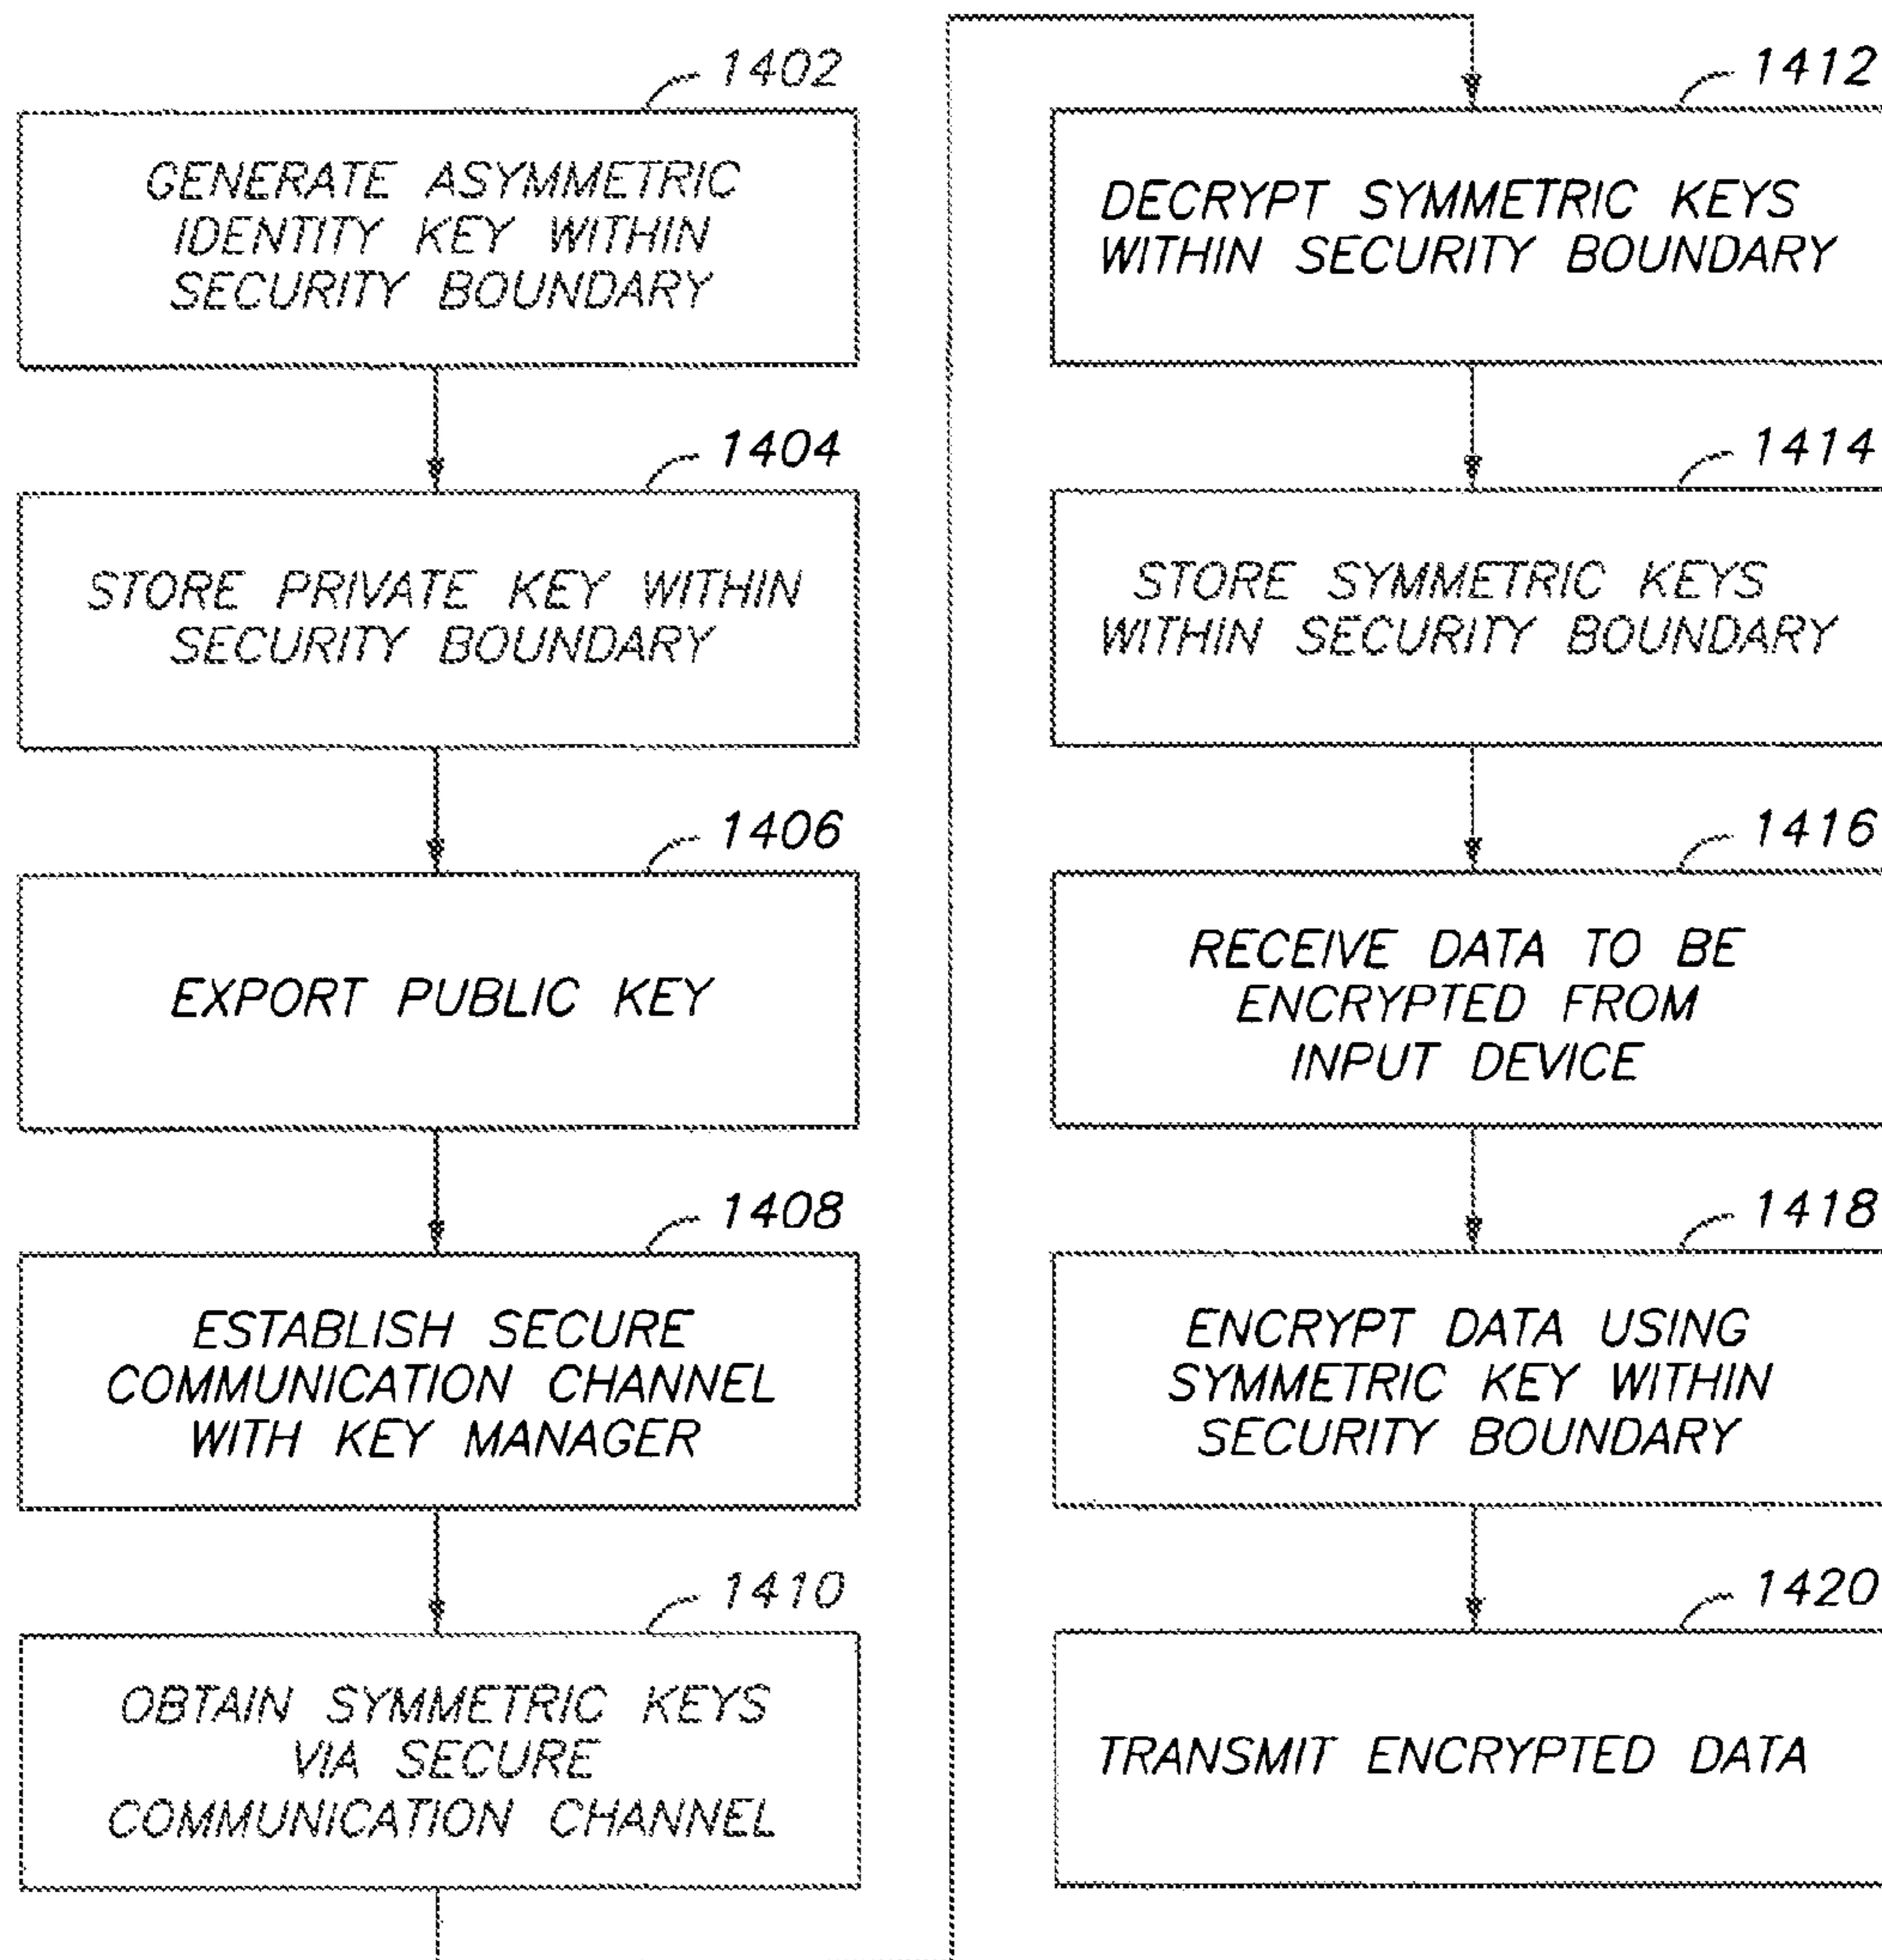 1402
GENERATE ASYMMETRIC
IDENTITY KEY WITHIN
SECURITY BOUNDARY
1404
STORE PRIVATE KEY WITHIN
SECURITY BOUNDARY
1406
EXPORT PUBLIC KEY
1408
ESTABLISH SECURE
COMMUNICATION CHANNEL
WITH KEY MANAGER
1410
OBTAIN SYMMETRIC KEYS
VIA SECURE
COMMUNICATION CHANNEL
1412
DECRYPT SYMMETRIC KEYS
WITHIN SECURITY BOUNDARY
1414
STORE SYMMETRIC KEYS
WITHIN SECURITY BOUNDARY
1416
RECEIVE DATA TO BE
ENCRYPTED FROM
INPUT DEVICE
1418
ENCRYPT DATA USING
SYMMETRIC KEY WITHIN
SECURITY BOUNDARY
1420
TRANSMIT ENCRYPTED DATA